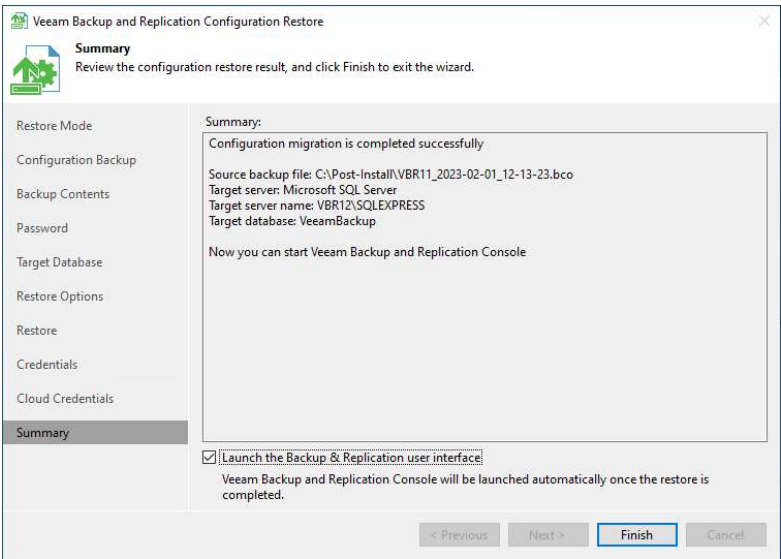 Veeam Backup and Replication Configuration Restore
Summary
Review the configuration restore result, and click Finish to exit the wizard.
Restore Mode
Configuration Backup
Backup Contents
Password
Target Database
Restore Options
Restore
Credentials
Cloud Credentials
Summary
Summary:
Configuration migration is completed successfully
Source backup file: C:\Post-Install\VBR11_2023-02-01_12-13-23.bco
Target server: Microsoft SQL Server
Target server name: VBR12\SQLEXPRESS
Target database: VeeamBackup
Now you can start Veeam Backup and Replication Console
Launch the Backup & Replication user interface
Veeam Backup and Replication Console will be launched automatically once the restore is
completed.
< Previous
Next >
Finish
Cancel